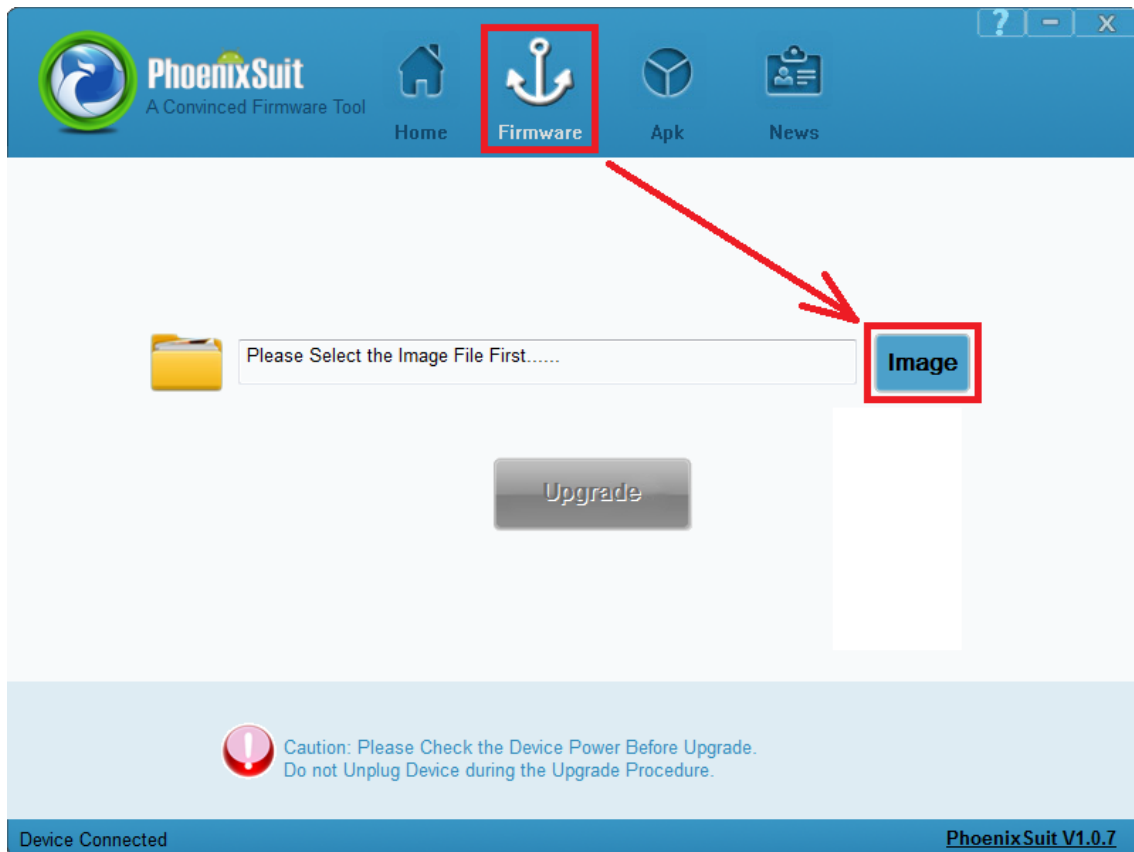 ? - X
PhoenixSuit
A Convinced Firmware Tool
Home Firmware Apk News
Please Select the Image File First......
Image
Upgrade
Caution: Please Check the Device Power Before Upgrade.
Do not Unplug Device during the Upgrade Procedure.
Device Connected
PhoenixSuit V1.0.7